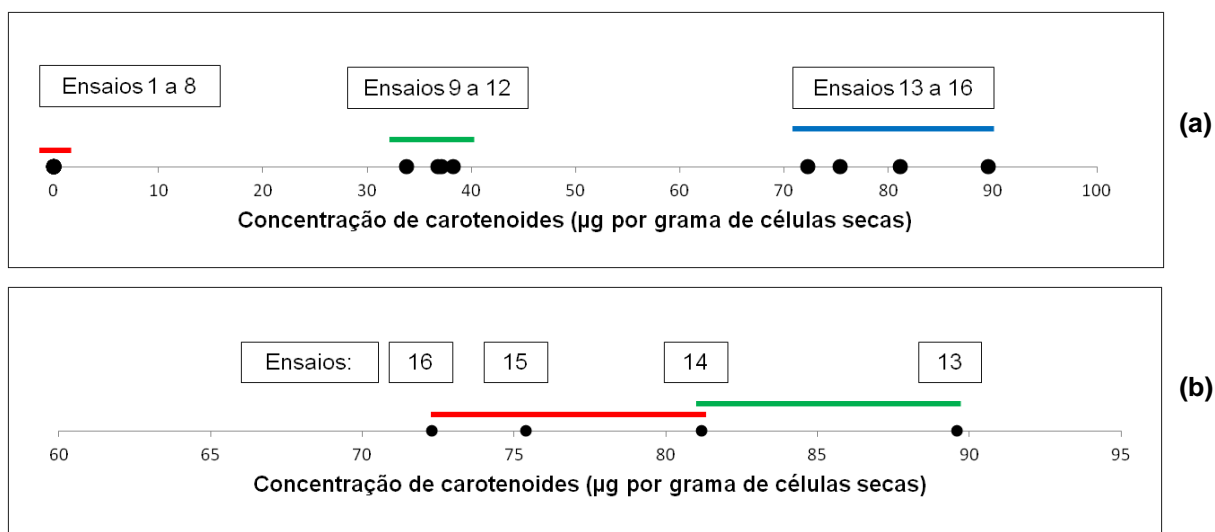 Ensaios 1 a 8
Ensaios 9 a 12
Ensaios 13 a 16
(a)
0 10 20 30 40 50 60 70 80 90 100
Concentração de carotenoides (µg por grama de células secas)
Ensaios: 16 15 14 13
(b)
60 65 70 75 80 85 90 95
Concentração de carotenoides (µg por grama de células secas)